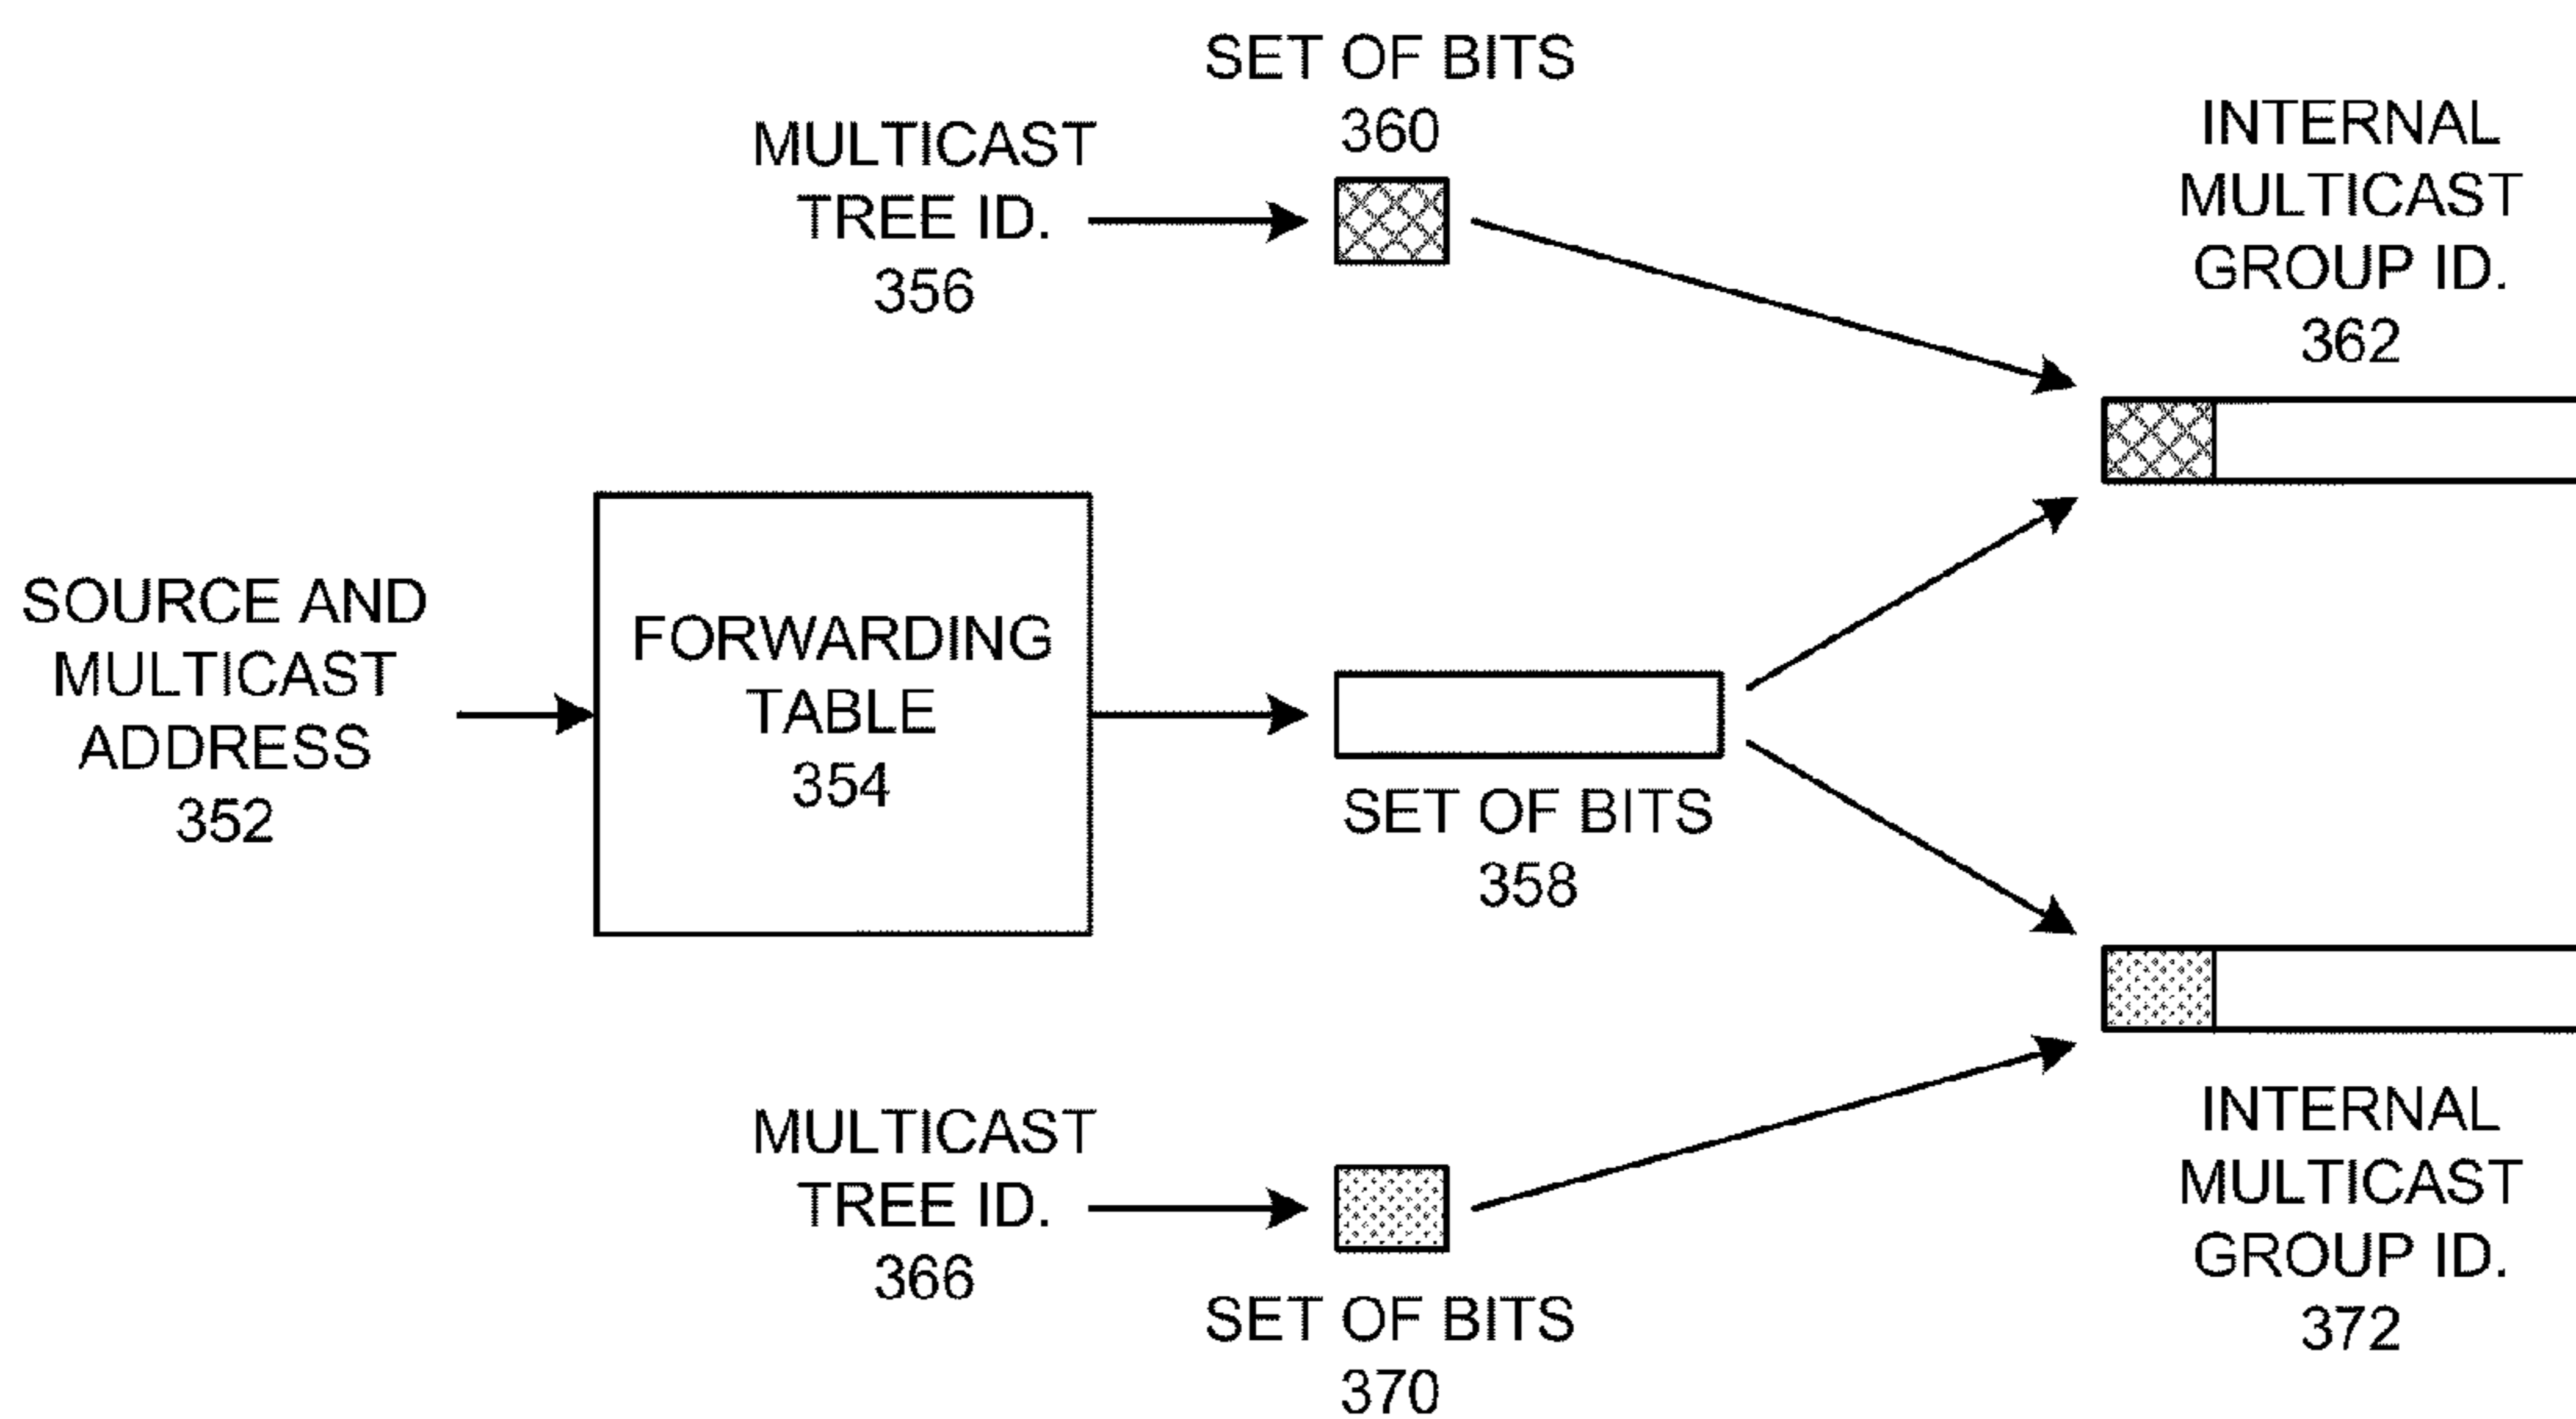 SET OF BITS
360
MULTICAST
TREE ID.
356
INTERNAL
MULTICAST
GROUP ID.
362
SOURCE AND
MULTICAST
ADDRESS
352
FORWARDING
TABLE
354
SET OF BITS
358
MULTICAST
TREE ID.
366
SET OF BITS
370
INTERNAL
MULTICAST
GROUP ID.
372